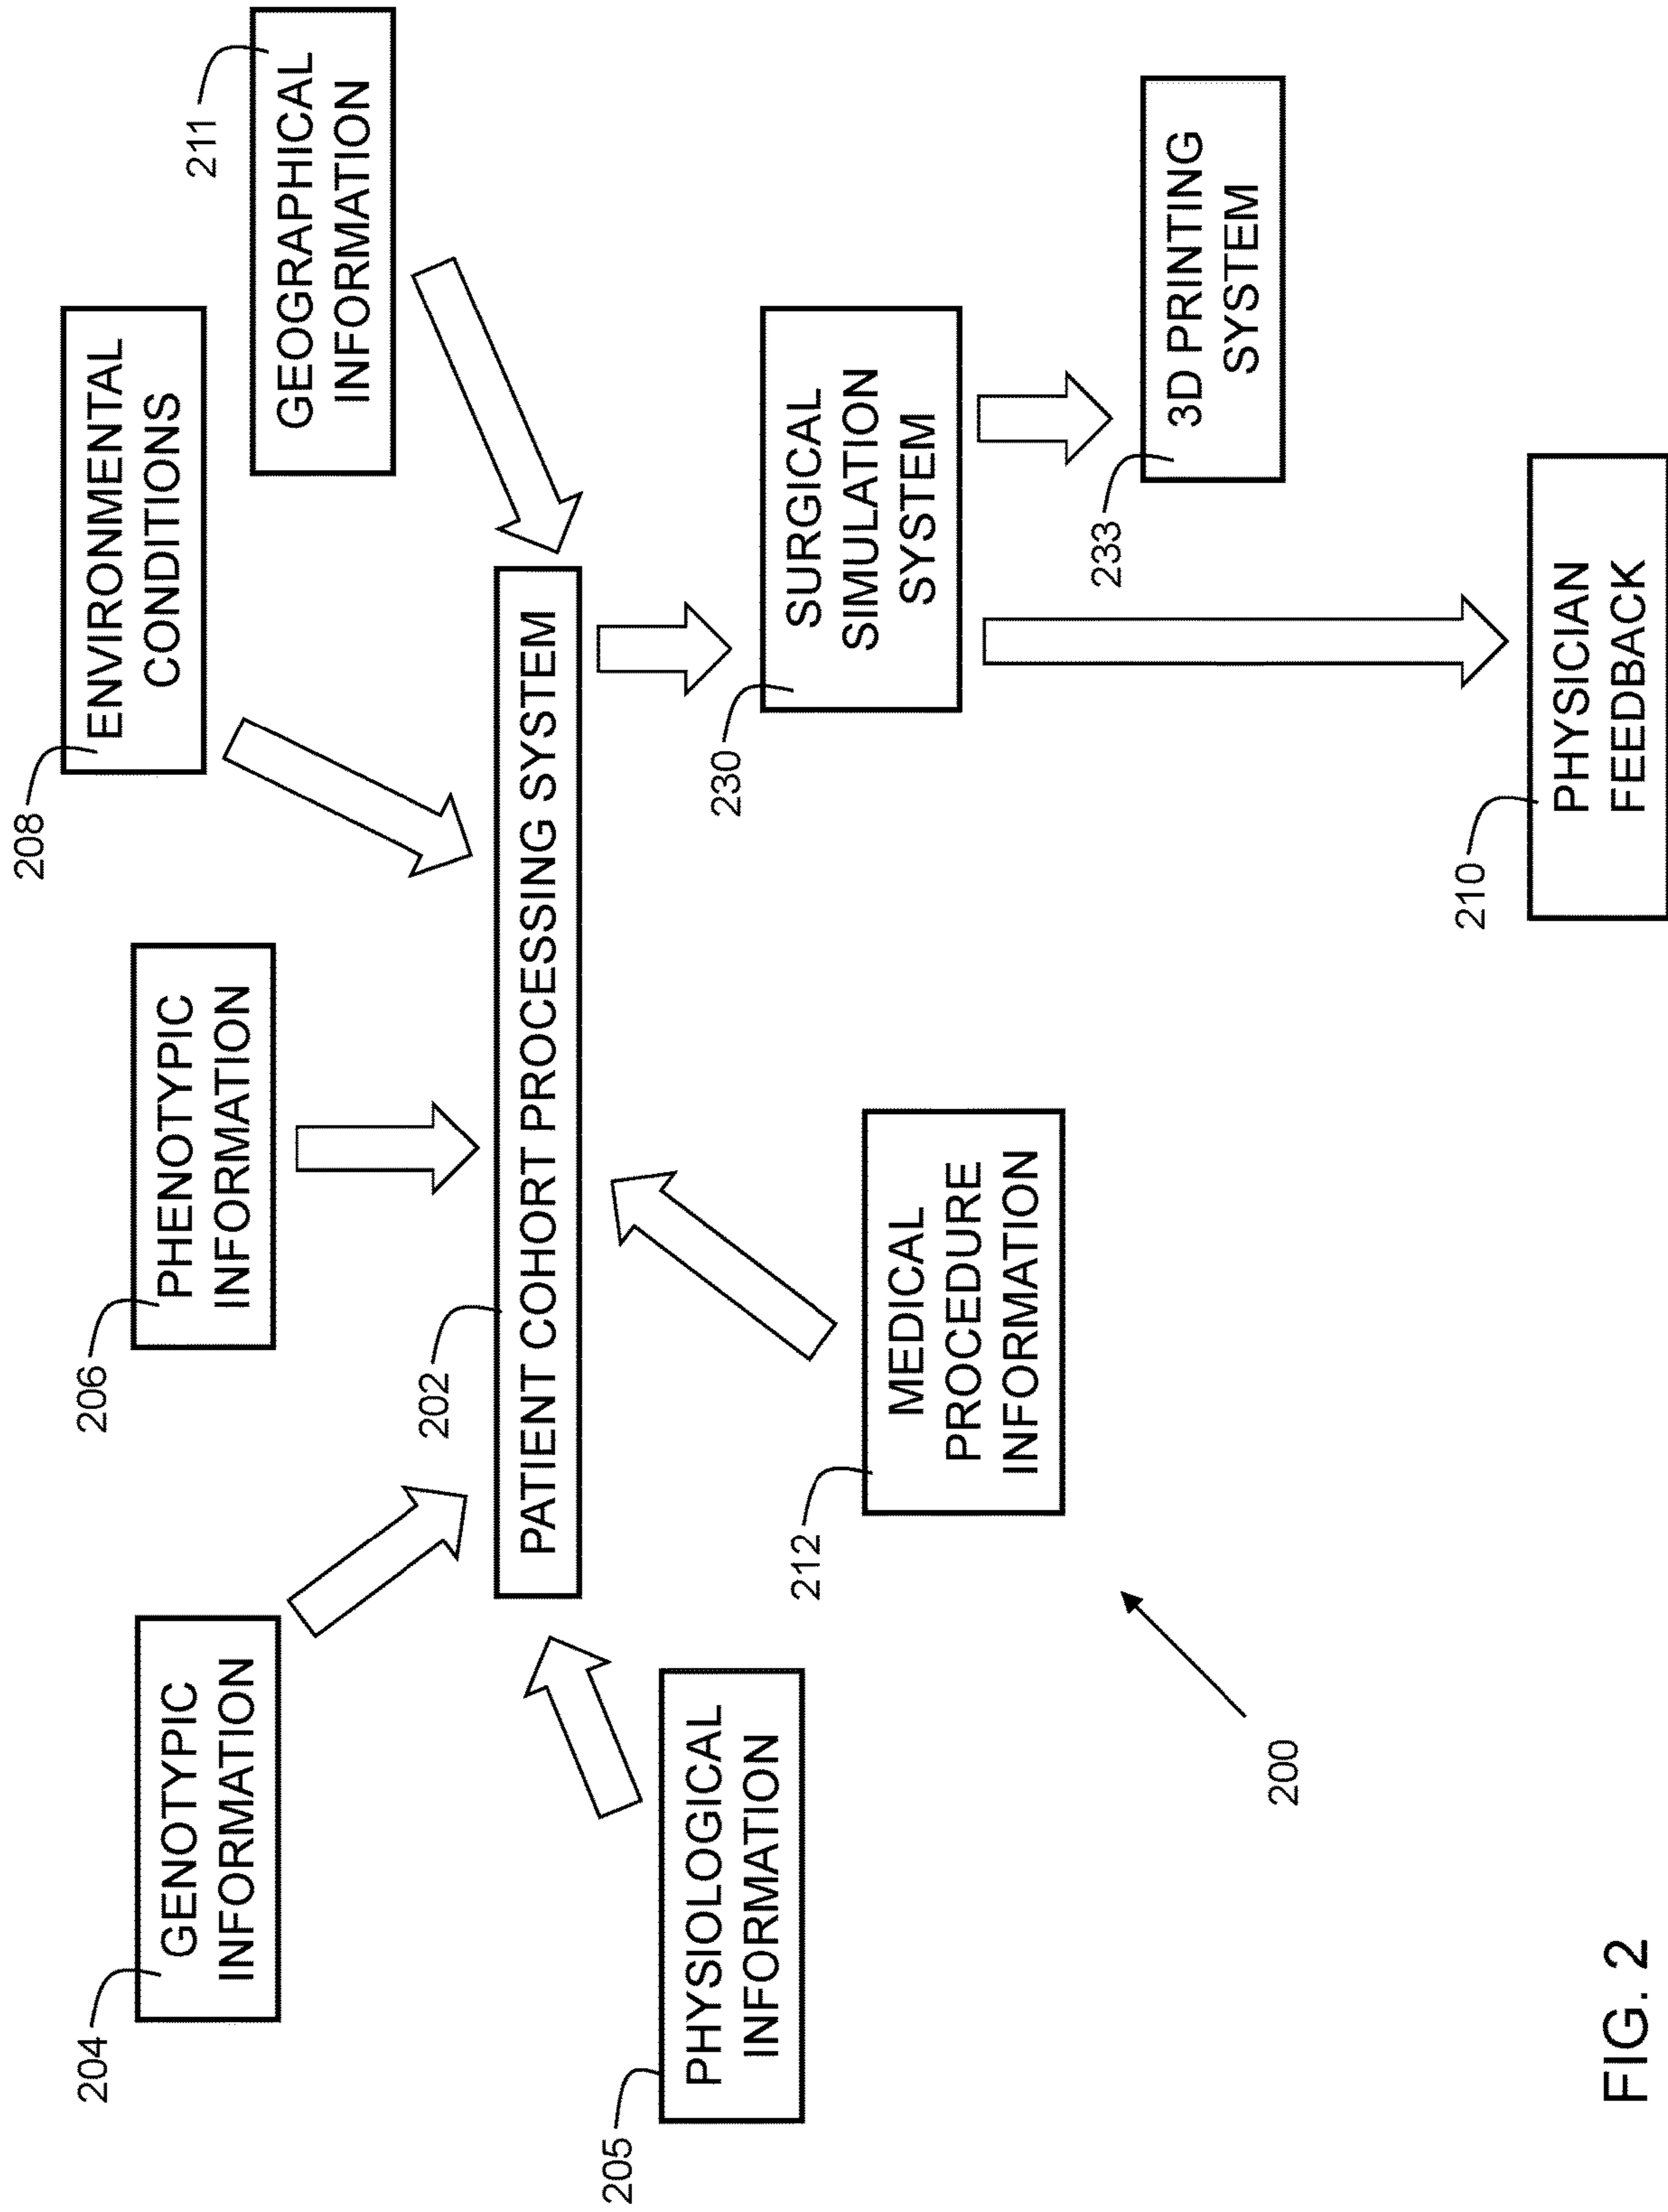 208
ENVIRONMENTAL
CONDITIONS
211
GEOGRAPHICAL
INFORMATION
206
PHENOTYPIC
INFORMATION
204
GENOTYPIC
INFORMATION
202
PATIENT COHORT PROCESSING SYSTEM
205
PHYSIOLOGICAL
INFORMATION
212
MEDICAL
PROCEDURE
INFORMATION
230
SURGICAL
SIMULATION
SYSTEM
233
3D PRINTING
SYSTEM
200
210
PHYSICIAN
FEEDBACK
FIG. 2